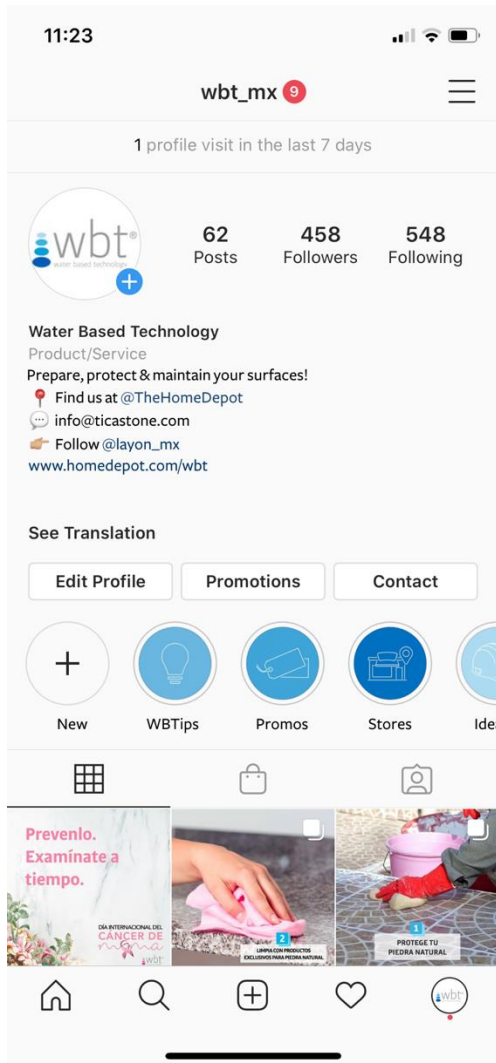 11:23
wbt_mx 9
1 profile visit in the last 7 days
wbt®
water based technology
62
Posts
458
Followers
548
Following
Water Based Technology
Product/Service
Prepare, protect & maintain your surfaces!
📍 Find us at @TheHomeDepot
💬 info@ticastone.com
👉🏼 Follow @layon_mx
www.homedepot.com/wbt
See Translation
Edit Profile
Promotions
Contact
New
WBTips
Promos
Stores
Ide
Prevenlo.
Examínate a
tiempo.
DÍA INTERNACIONAL DEL
CÁNCER DE
mama
wbt
2
LIMPIA CON PRODUCTOS
EXCLUSIVOS PARA PIEDRA NATURAL
1
PROTEGE TU
PIEDRA NATURAL
wbt